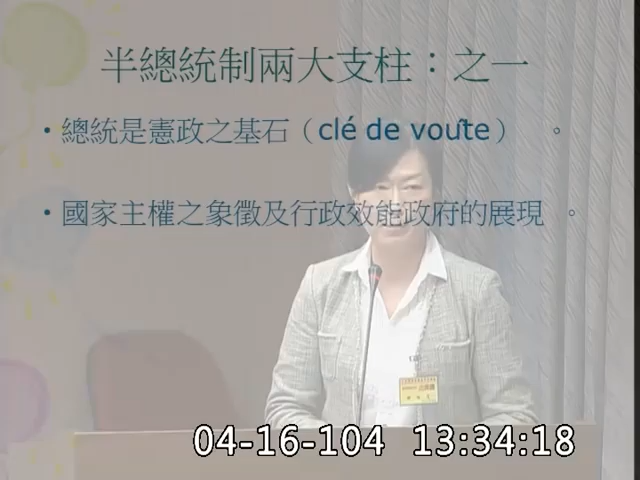 半總統制兩大支柱：之一
・總統是憲政之基石（clé de voûte） 。
・國家主權之象徵及行政效能政府的展現 。
04-16-104 13:34:18